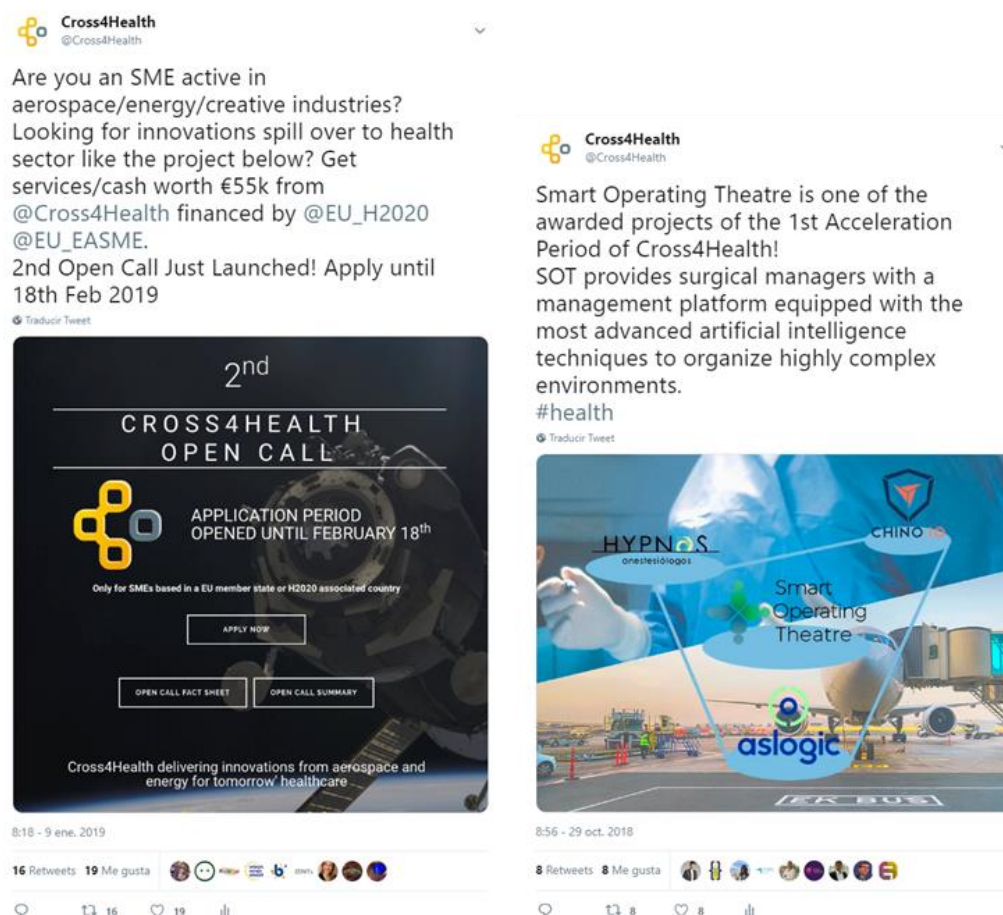 Cross4Health
@Cross4Health
Are you an SME active in
aerospace/energy/creative industries?
Looking for innovations spill over to health
sector like the project below? Get
services/cash worth €55k from
@Cross4Health financed by @EU_H2020
@EU_EASME.
2nd Open Call Just Launched! Apply until
18th Feb 2019
Traducir Tweet
2nd
CROSS4HEALTH
OPEN CALL
APPLICATION PERIOD
OPENED UNTIL FEBRUARY 18th
Only for SMEs based in a EU member state or H2020 associated country
APPLY NOW
OPEN CALL FACT SHEET
OPEN CALL SUMMARY
Cross4Health delivering innovations from aerospace and
energy for tomorrow' healthcare
8:18 - 9 ene. 2019
16 Retweets 19 Me gusta
16 19
Cross4Health
@Cross4Health
Smart Operating Theatre is one of the
awarded projects of the 1st Acceleration
Period of Cross4Health!
SOT provides surgical managers with a
management platform equipped with the
most advanced artificial intelligence
techniques to organize highly complex
environments.
#health
Traducir Tweet
HYPNOS
anestesiólogos
CHINO.IO
Smart
Operating
Theatre
aslogic
8:56 - 29 oct. 2018
8 Retweets 8 Me gusta
8 8